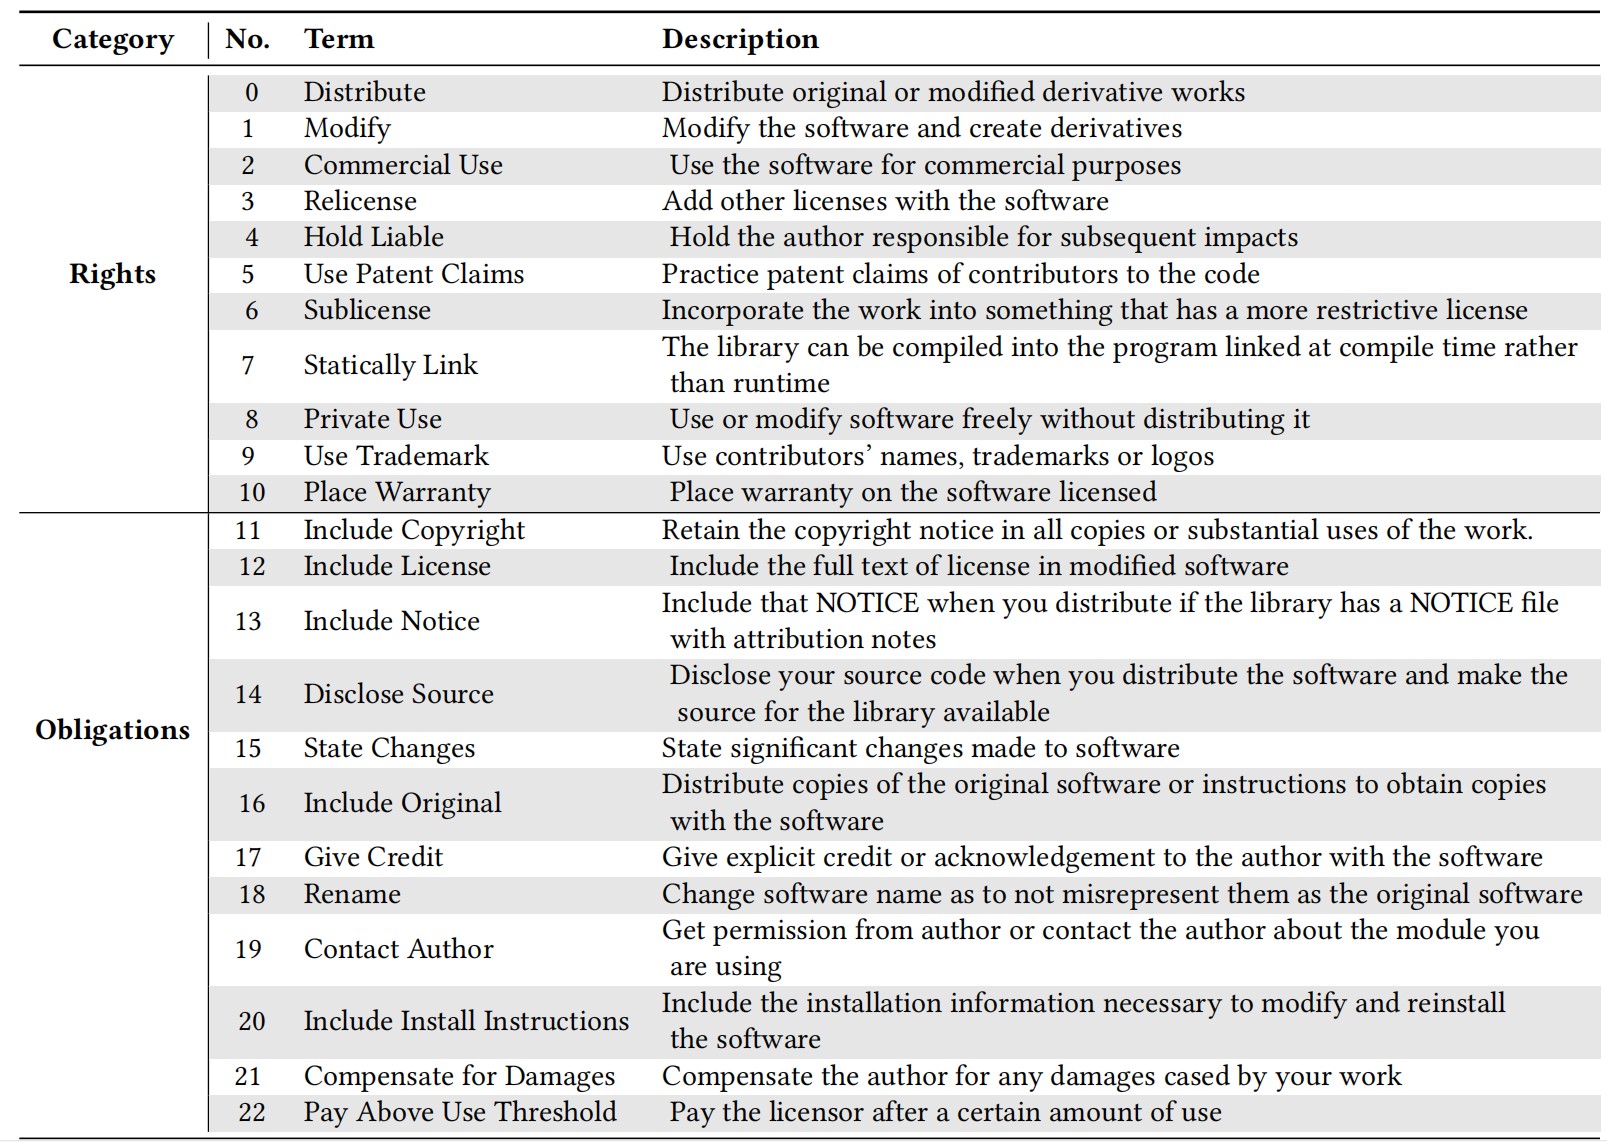 Category No. Term Description
0 Distribute Distribute original or modified derivative works
1 Modify Modify the software and create derivatives
2 Commercial Use Use the software for commercial purposes
3 Relicense Add other licenses with the software
4 Hold Liable Hold the author responsible for subsequent impacts
Rights 5 Use Patent Claims Practice patent claims of contributors to the code
6 Sublicense Incorporate the work into something that has a more restrictive license
7 Statically Link The library can be compiled into the program linked at compile time rather
than runtime
8 Private Use Use or modify software freely without distributing it
9 Use Trademark Use contributors’ names, trademarks or logos
10 Place Warranty Place warranty on the software licensed
11 Include Copyright Retain the copyright notice in all copies or substantial uses of the work.
12 Include License Include the full text of license in modified software
13 Include Notice Include that NOTICE when you distribute if the library has a NOTICE file
with attribution notes
14 Disclose Source Disclose your source code when you distribute the software and make the
source for the library available
Obligations
15 State Changes State significant changes made to software
16 Include Original Distribute copies of the original software or instructions to obtain copies
with the software
17 Give Credit Give explicit credit or acknowledgement to the author with the software
18 Rename Change software name as to not misrepresent them as the original software
19 Contact Author Get permission from author or contact the author about the module you
are using
20 Include Install Instructions Include the installation information necessary to modify and reinstall
the software
21 Compensate for Damages Compensate the author for any damages cased by your work
22 Pay Above Use Threshold Pay the licensor after a certain amount of use